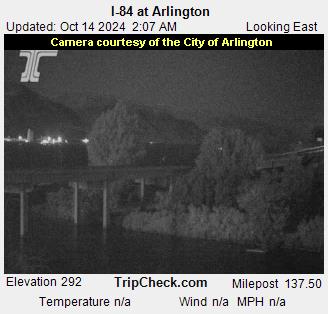 I-84 at Arlington
Updated: Oct 14 2024 2:07 AM Looking East
Camera courtesy of the City of Arlington
Elevation 292 TripCheck.com Milepost 137.50
Temperature n/a Wind n/a MPH n/a